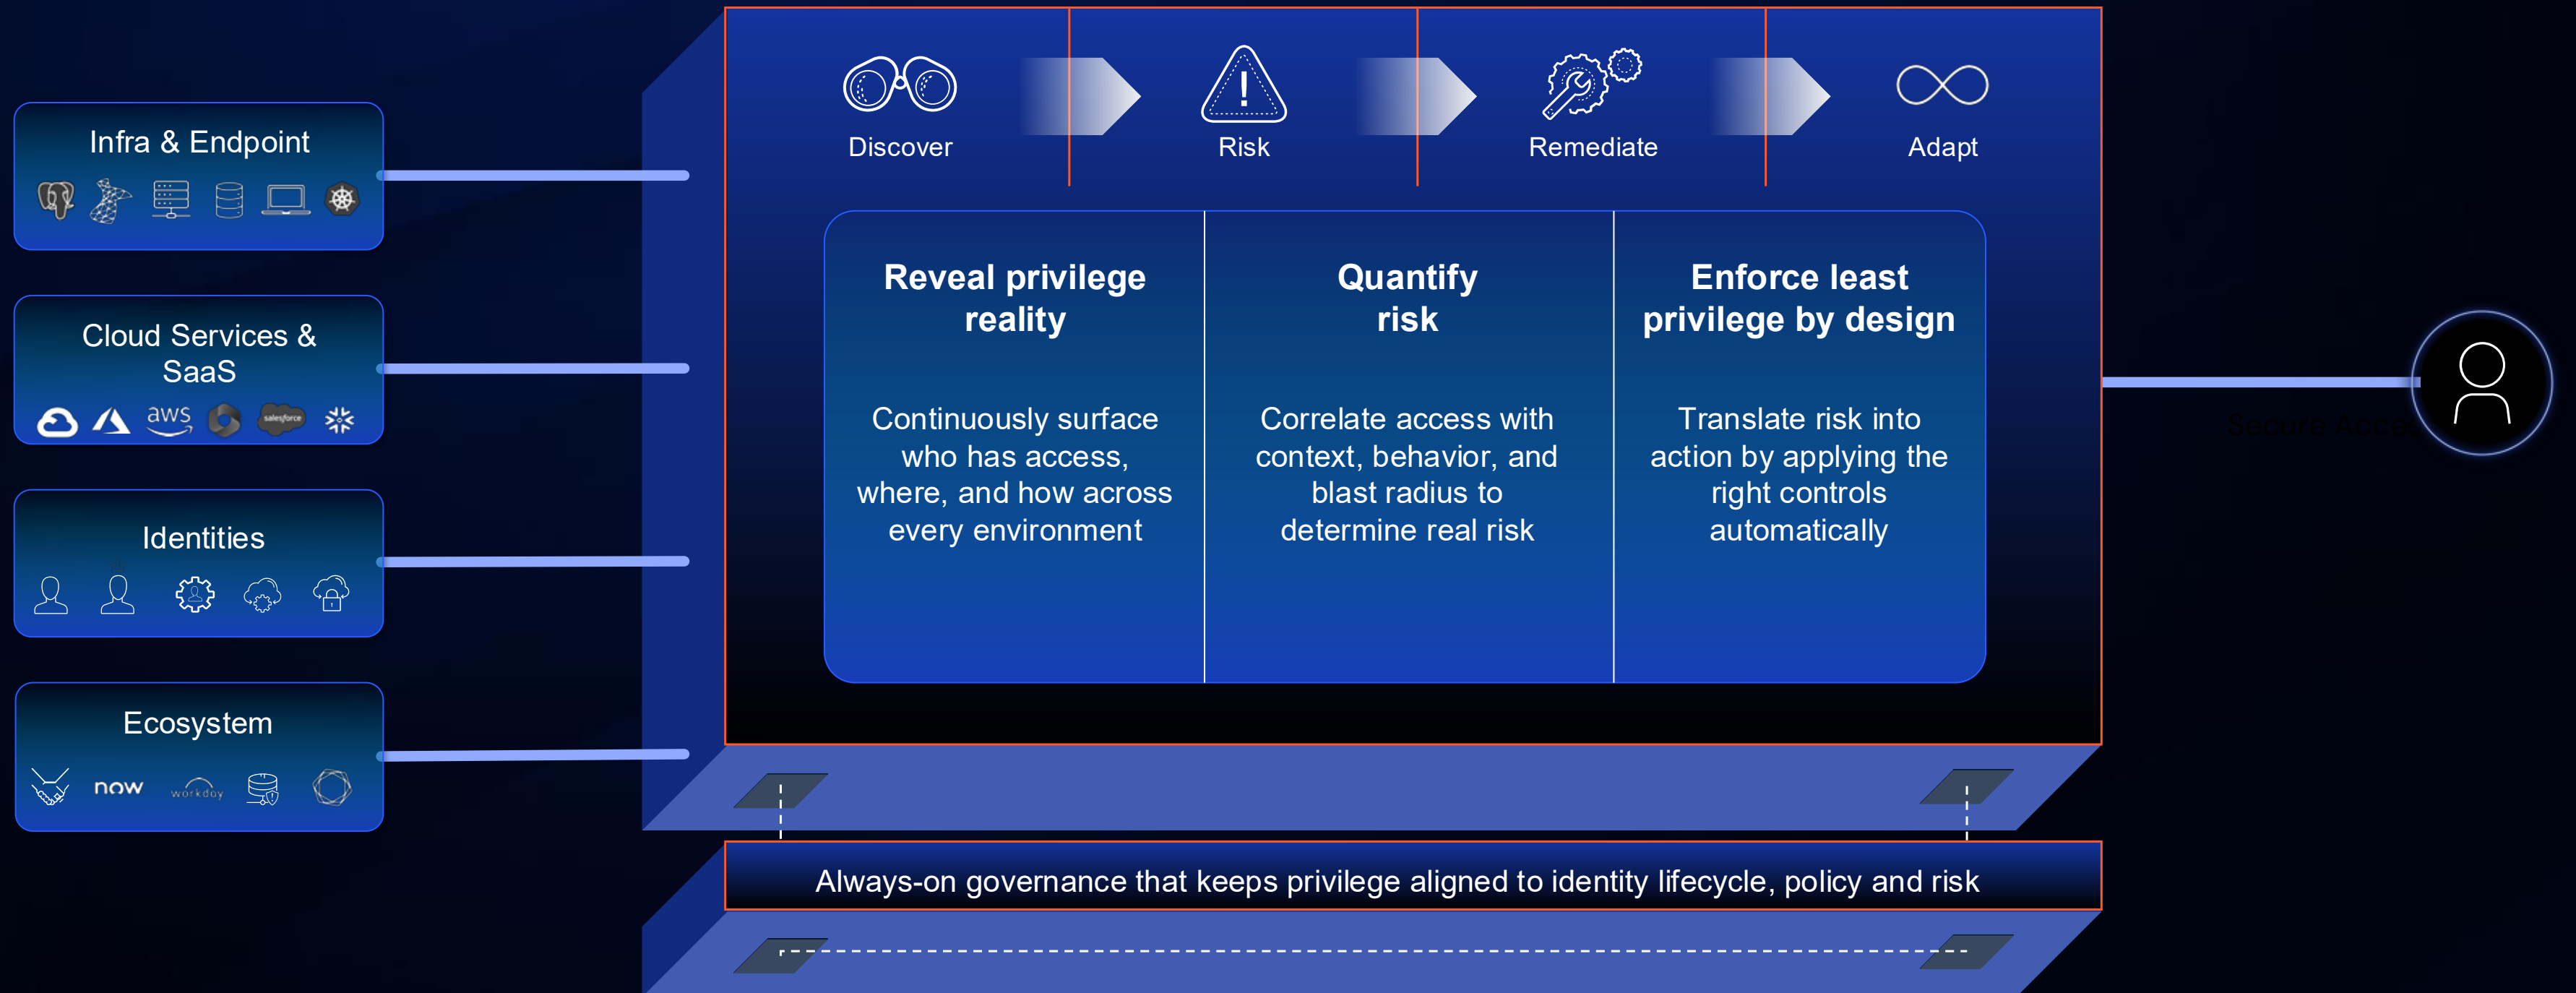 Infra & Endpoint
Cloud Services &
SaaS
aws
salesforce
Identities
Ecosystem
now
workday
Discover
Risk
Remediate
Adapt
Reveal privilege
reality
Continuously surface
who has access,
where, and how across
every environment
Quantify
risk
Correlate access with
context, behavior, and
blast radius to
determine real risk
Enforce least
privilege by design
Translate risk into
action by applying the
right controls
automatically
Always-on governance that keeps privilege aligned to identity lifecycle, policy and risk
Secure